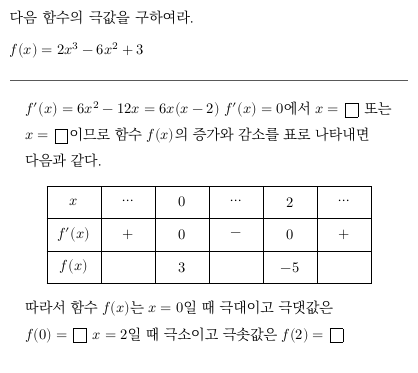 다음 함수의 극값을 구하여라.
f(x) = 2x³ − 6x² + 3
f′(x) = 6x² − 12x = 6x(x − 2) f′(x) = 0에서 x = □ 또는
x = □이므로 함수 f(x)의 증가와 감소를 표로 나타내면
다음과 같다.
x ⋯ 0 ⋯ 2 ⋯
f′(x) + 0 − 0 +
f(x) 3 −5
따라서 함수 f(x)는 x = 0일 때 극대이고 극댓값은
f(0) = □ x = 2일 때 극소이고 극솟값은 f(2) = □